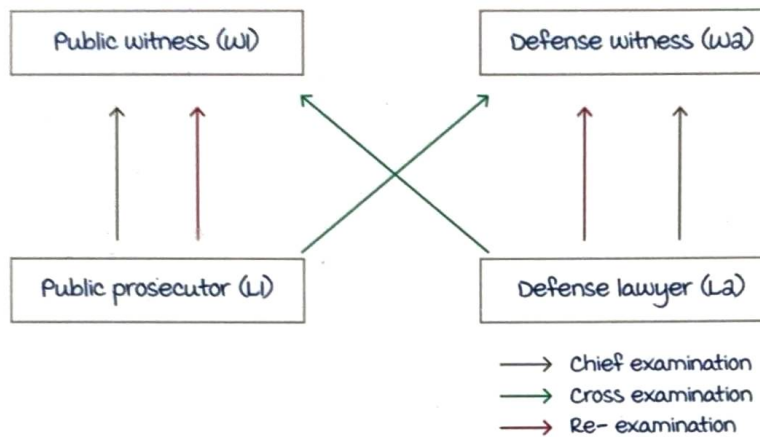 Public witness (W1)
Defense witness (W2)
Public prosecutor (L1)
Defense lawyer (L2)
Chief examination
Cross examination
Re- examination